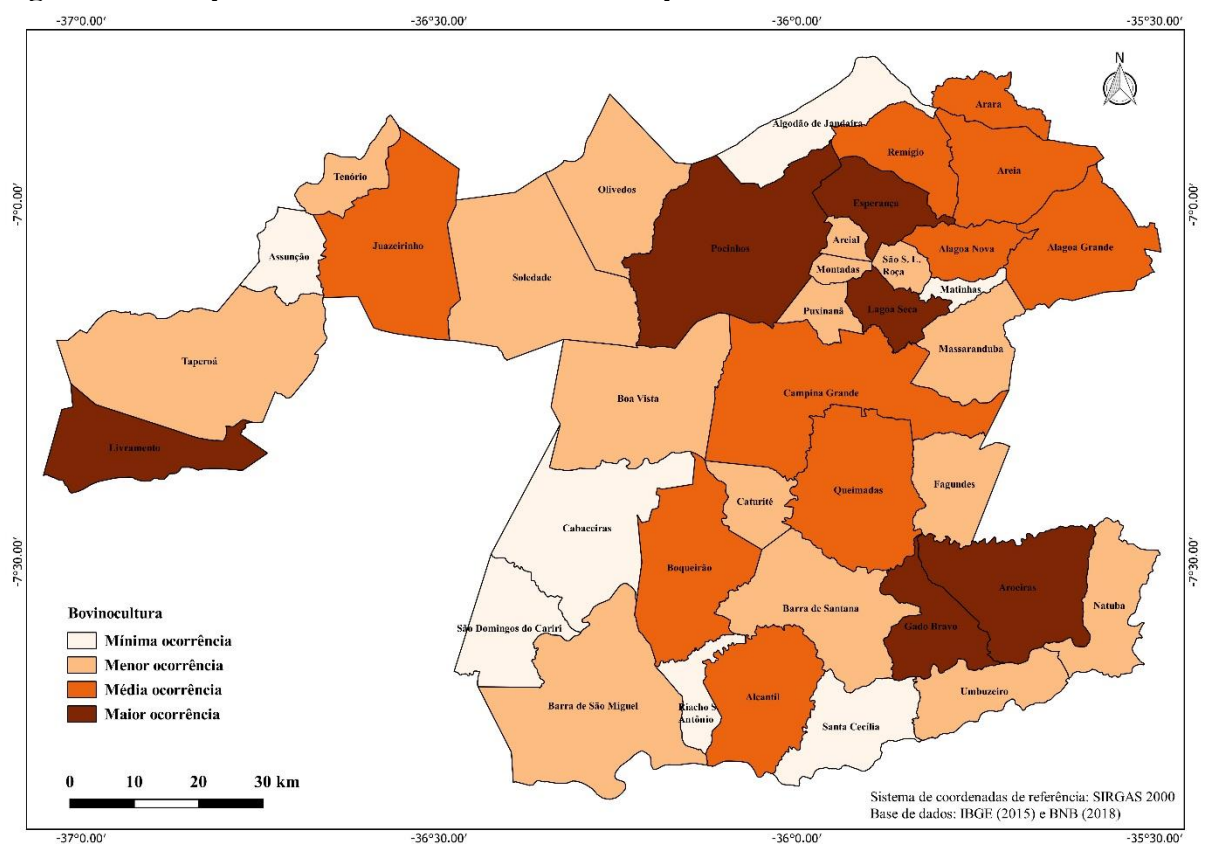 -37°0.00'
-36°30.00'
-36°0.00'
-35°30.00'
N
Algodão de Jandaíra
Arara
Remígio
Areia
Tenório
Olivedos
Esperança
-7°0.00'
-7°0.00'
Juazeirinho
Pocinhos
Areial
Alagoa Nova
Alagoa Grande
Assunção
Soledade
Montadas
São S. L.
Roça
Matinhas
Puxinanã
Lagoa Seca
Massaranduba
Taperoá
Boa Vista
Campina Grande
Livramento
Queimadas
Fagundes
Caturité
Cabaceiras
-7°30.00'
-7°30.00'
Boqueirão
Aroeiras
Natuba
Barra de Santana
Gado Bravo
São Domingos do Cariri
Umbuzeiro
Barra de São Miguel
Riacho S
Antônio
Alcantil
Santa Cecília
Bovinocultura
Mínima ocorrência
Menor ocorrência
Média ocorrência
Maior ocorrência
0 10 20 30 km
Sistema de coordenadas de referência: SIRGAS 2000
Base de dados: IBGE (2015) e BNB (2018)
-37°0.00'
-36°30.00'
-36°0.00'
-35°30.00'